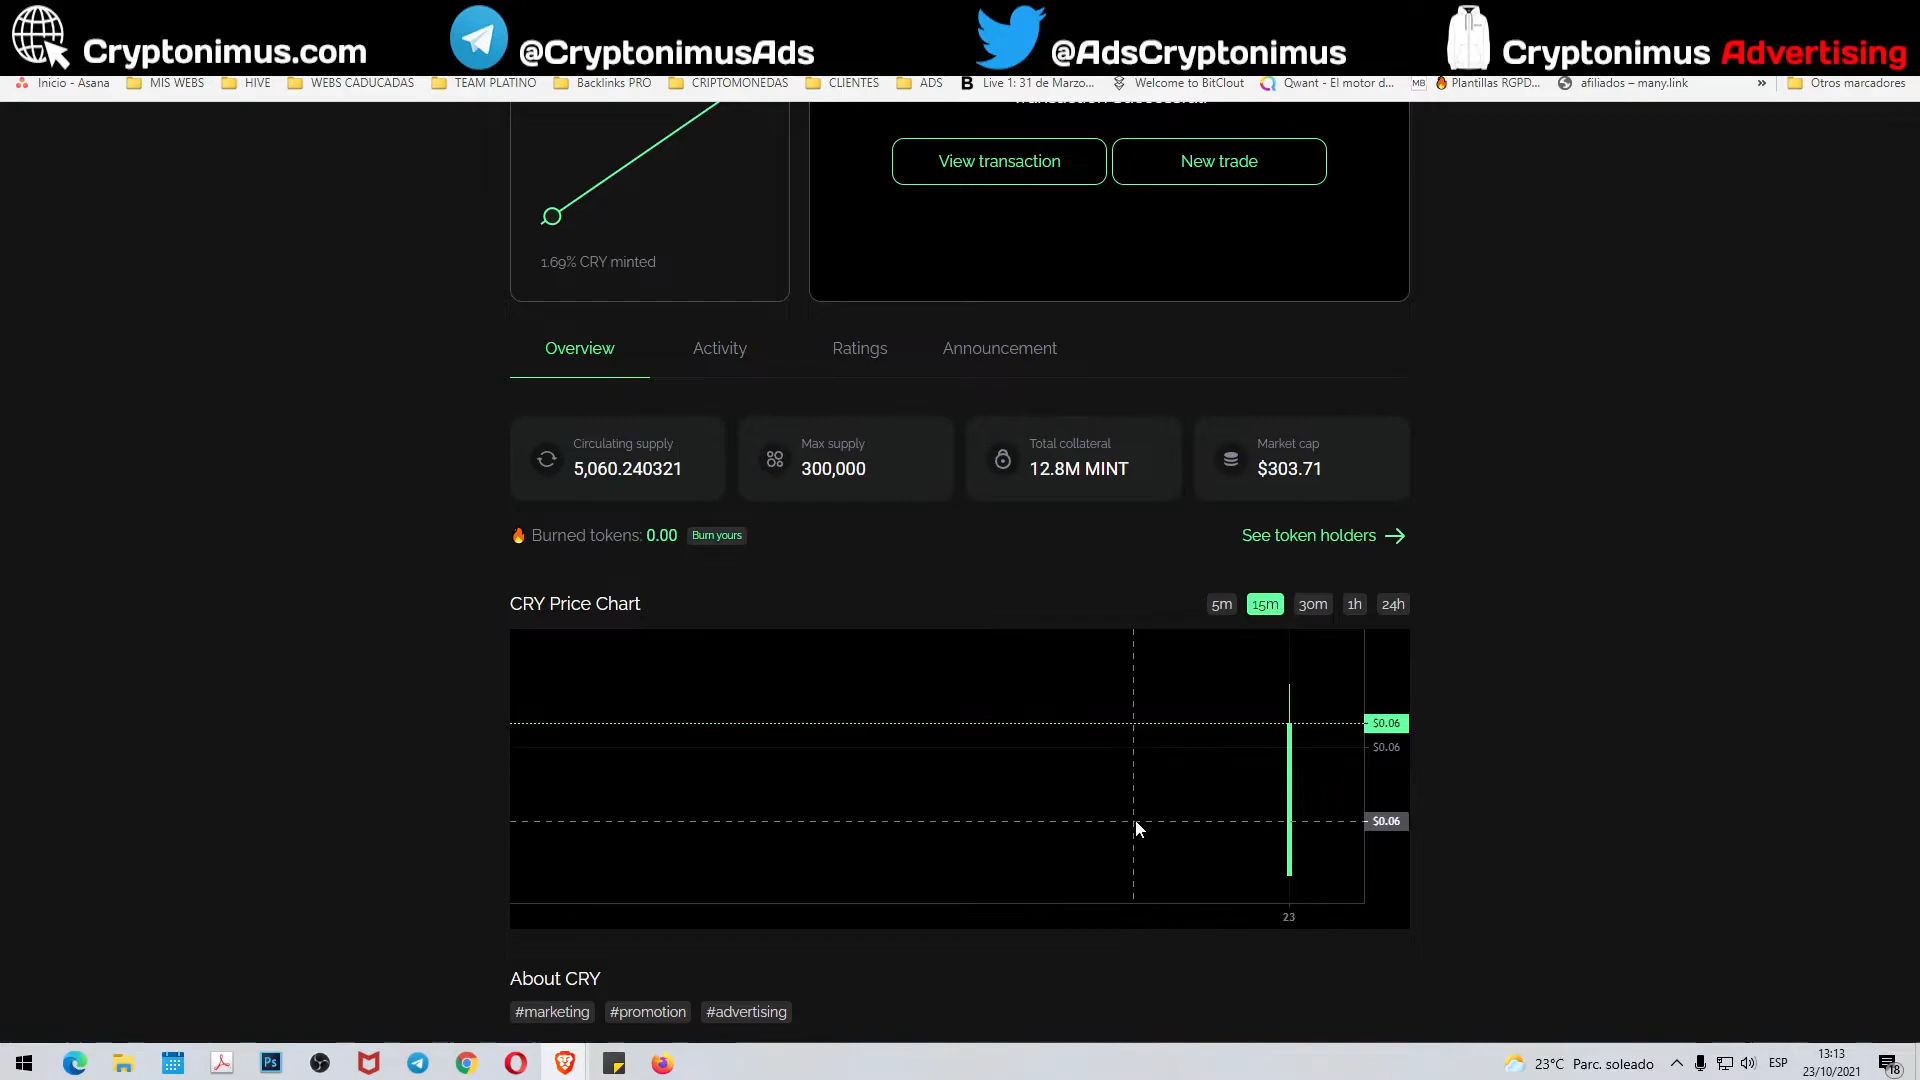 Cryptonimus.com
@CryptonimusAds
@AdsCryptonimus
Cryptonimus Advertising
Inicio - Asana
MIS WEBS
HIVE
WEBS CADUCADAS
TEAM PLATINO
Backlinks PRO
CRIPTOMONEDAS
CLIENTES
ADS
B Live 1: 31 de Marzo...
Welcome to BitClout
Qwant - El motor d...
MB
Plantillas RGPD...
afiliados – many.link
»
Otros marcadores
View transaction
New trade
1.69% CRY minted
Overview
Activity
Ratings
Announcement
Circulating supply
5,060.240321
Max supply
300,000
Total collateral
12.8M MINT
Market cap
$303.71
Burned tokens: 0.00
Burn yours
See token holders
CRY Price Chart
5m
15m
30m
1h
24h
$0.06
$0.06
$0.06
23
About CRY
#marketing
#promotion
#advertising
Ps
23°C Parc. soleado
ESP
13:13
23/10/2021
18